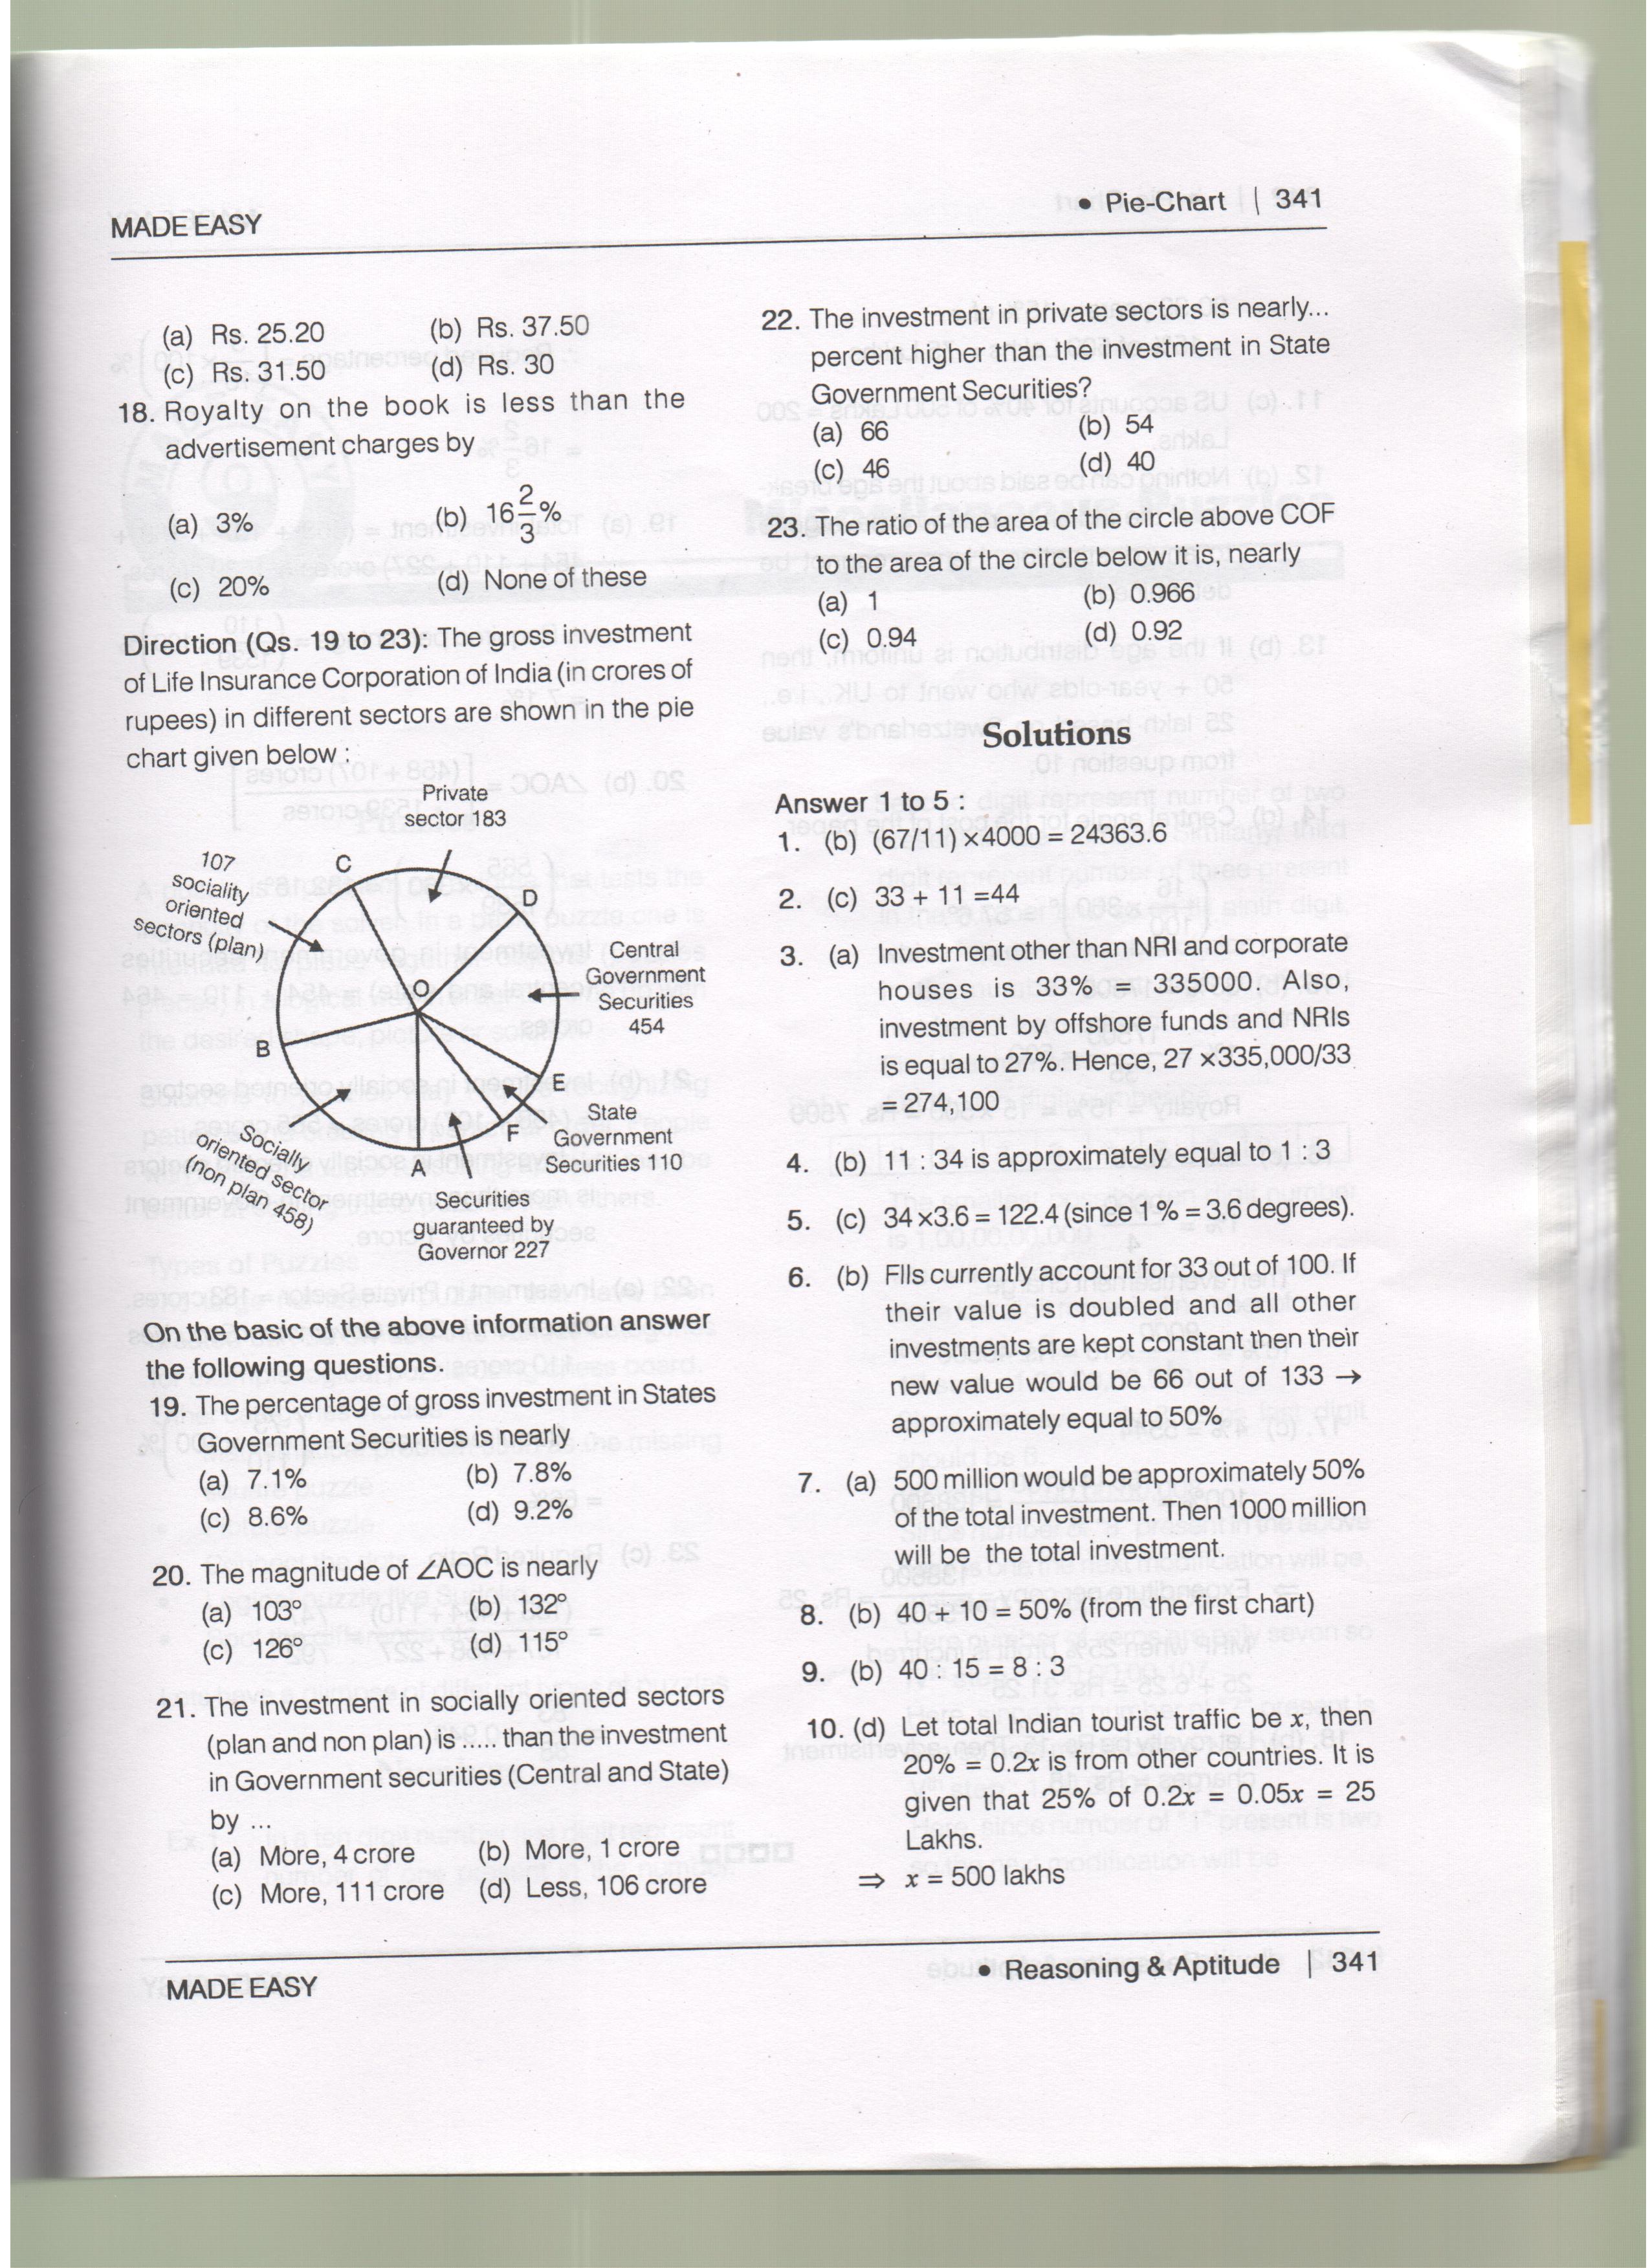 MADE EASY
• Pie-Chart | 341
(a) Rs. 25.20 (b) Rs. 37.50
(c) Rs. 31.50 (d) Rs. 30
18. Royalty on the book is less than the
advertisement charges by
(a) 3% (b) 16 2/3 %
(c) 20% (d) None of these
Direction (Qs. 19 to 23): The gross investment
of Life Insurance Corporation of India (in crores of
rupees) in different sectors are shown in the pie
chart given below :
Private
sector 183
107
sociality
oriented
sectors (plan)
C
D
O
B
E
F
A
Central
Government
Securities
454
State
Government
Securities 110
Socially
oriented sector
(non plan 458)
Securities
guaranteed by
Governor 227
On the basic of the above information answer
the following questions.
19. The percentage of gross investment in States
Government Securities is nearly
(a) 7.1% (b) 7.8%
(c) 8.6% (d) 9.2%
20. The magnitude of ∠AOC is nearly
(a) 103° (b) 132°
(c) 126° (d) 115°
21. The investment in socially oriented sectors
(plan and non plan) is ..... than the investment
in Government securities (Central and State)
by ...
(a) More, 4 crore (b) More, 1 crore
(c) More, 111 crore (d) Less, 106 crore
22. The investment in private sectors is nearly...
percent higher than the investment in State
Government Securities?
(a) 66 (b) 54
(c) 46 (d) 40
23. The ratio of the area of the circle above COF
to the area of the circle below it is, nearly
(a) 1 (b) 0.966
(c) 0.94 (d) 0.92
Solutions
Answer 1 to 5 :
1. (b) (67/11) ×4000 = 24363.6
2. (c) 33 + 11 =44
3. (a) Investment other than NRI and corporate
houses is 33% = 335000. Also,
investment by offshore funds and NRIs
is equal to 27%. Hence, 27 ×335,000/33
= 274,100
4. (b) 11 : 34 is approximately equal to 1 : 3
5. (c) 34 ×3.6 = 122.4 (since 1 % = 3.6 degrees).
6. (b) FIIs currently account for 33 out of 100. If
their value is doubled and all other
investments are kept constant then their
new value would be 66 out of 133 →
approximately equal to 50%
7. (a) 500 million would be approximately 50%
of the total investment. Then 1000 million
will be the total investment.
8. (b) 40 + 10 = 50% (from the first chart)
9. (b) 40 : 15 = 8 : 3
10. (d) Let total Indian tourist traffic be x, then
20% = 0.2x is from other countries. It is
given that 25% of 0.2x = 0.05x = 25
Lakhs.
⇒ x = 500 lakhs
MADE EASY
• Reasoning & Aptitude | 341